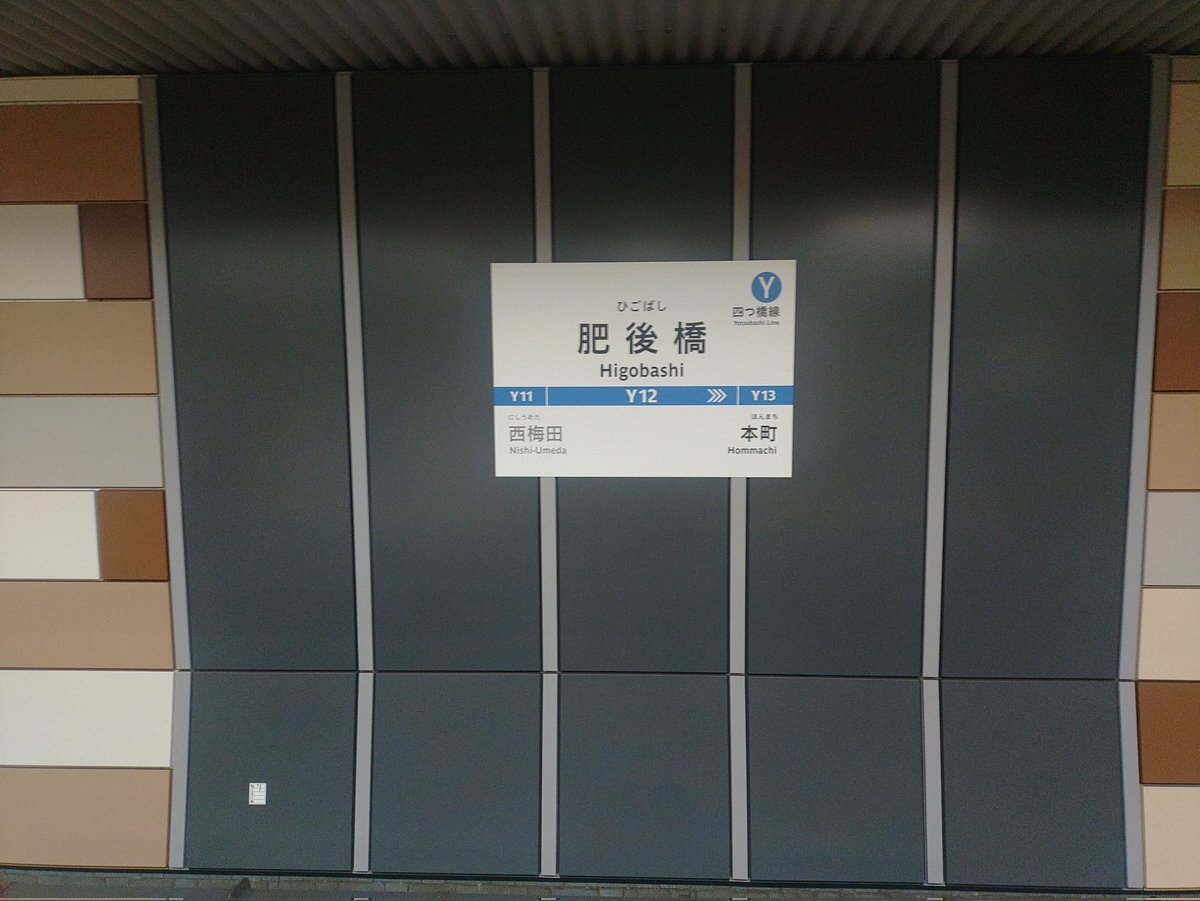 Y
四つ橋線
Yotsubashi Line
ひごばし
肥後橋
Higobashi
Y11 Y12 Y13
にしうめだ
西梅田
Nishi-Umeda
ほんまち
本町
Hommachi